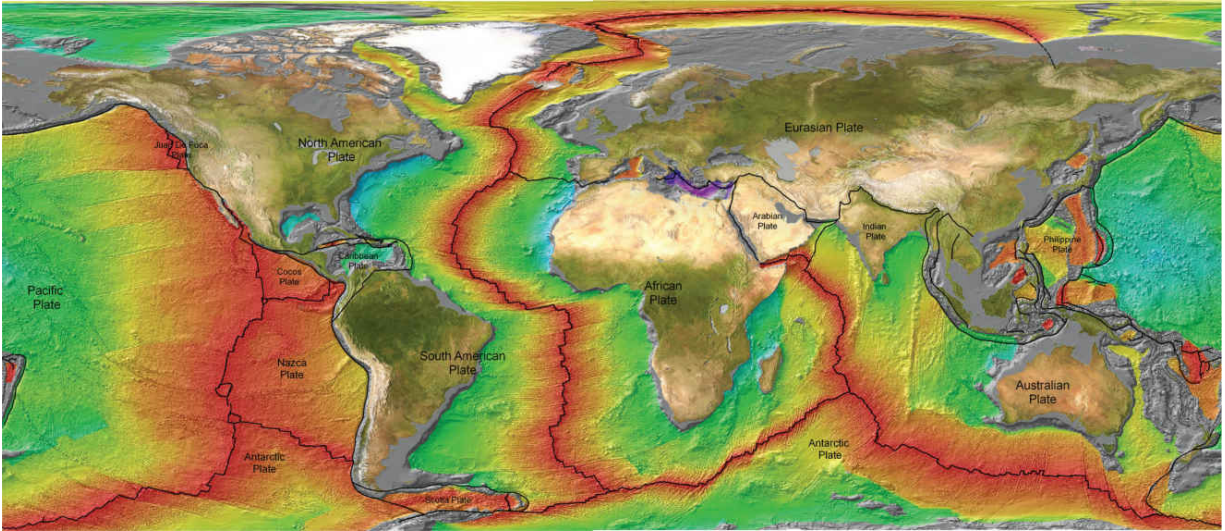 Juan De Fuca
Plate
North American
Plate
Eurasian Plate
Arabian
Plate
Indian
Plate
Philippine
Plate
Caribbean
Plate
Cocos
Plate
Pacific
Plate
African
Plate
South American
Plate
Nazca
Plate
Australian
Plate
Antarctic
Plate
Antarctic
Plate
Scotia Plate